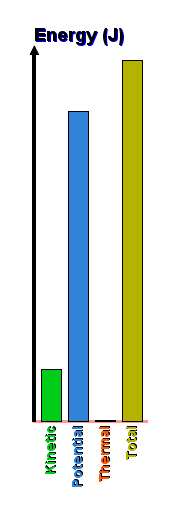 Energy (J)
Kinetic
Potential
Thermal
Total